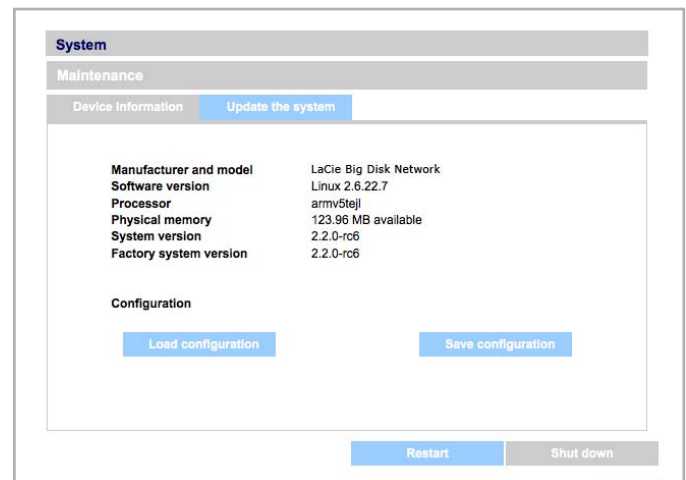 System
Maintenance
Device Information Update the system
Manufacturer and model LaCie Big Disk Network
Software version Linux 2.6.22.7
Processor armv5tejl
Physical memory 123.96 MB available
System version 2.2.0-rc6
Factory system version 2.2.0-rc6
Configuration
Load configuration Save configuration
Restart Shut down